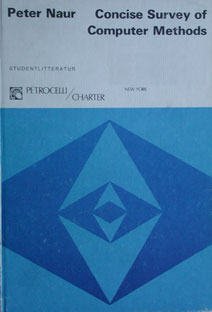 Peter Naur
Concise Survey of
Computer Methods
STUDENTLITTERATUR
PETROCELLI/CHARTER
NEW YORK